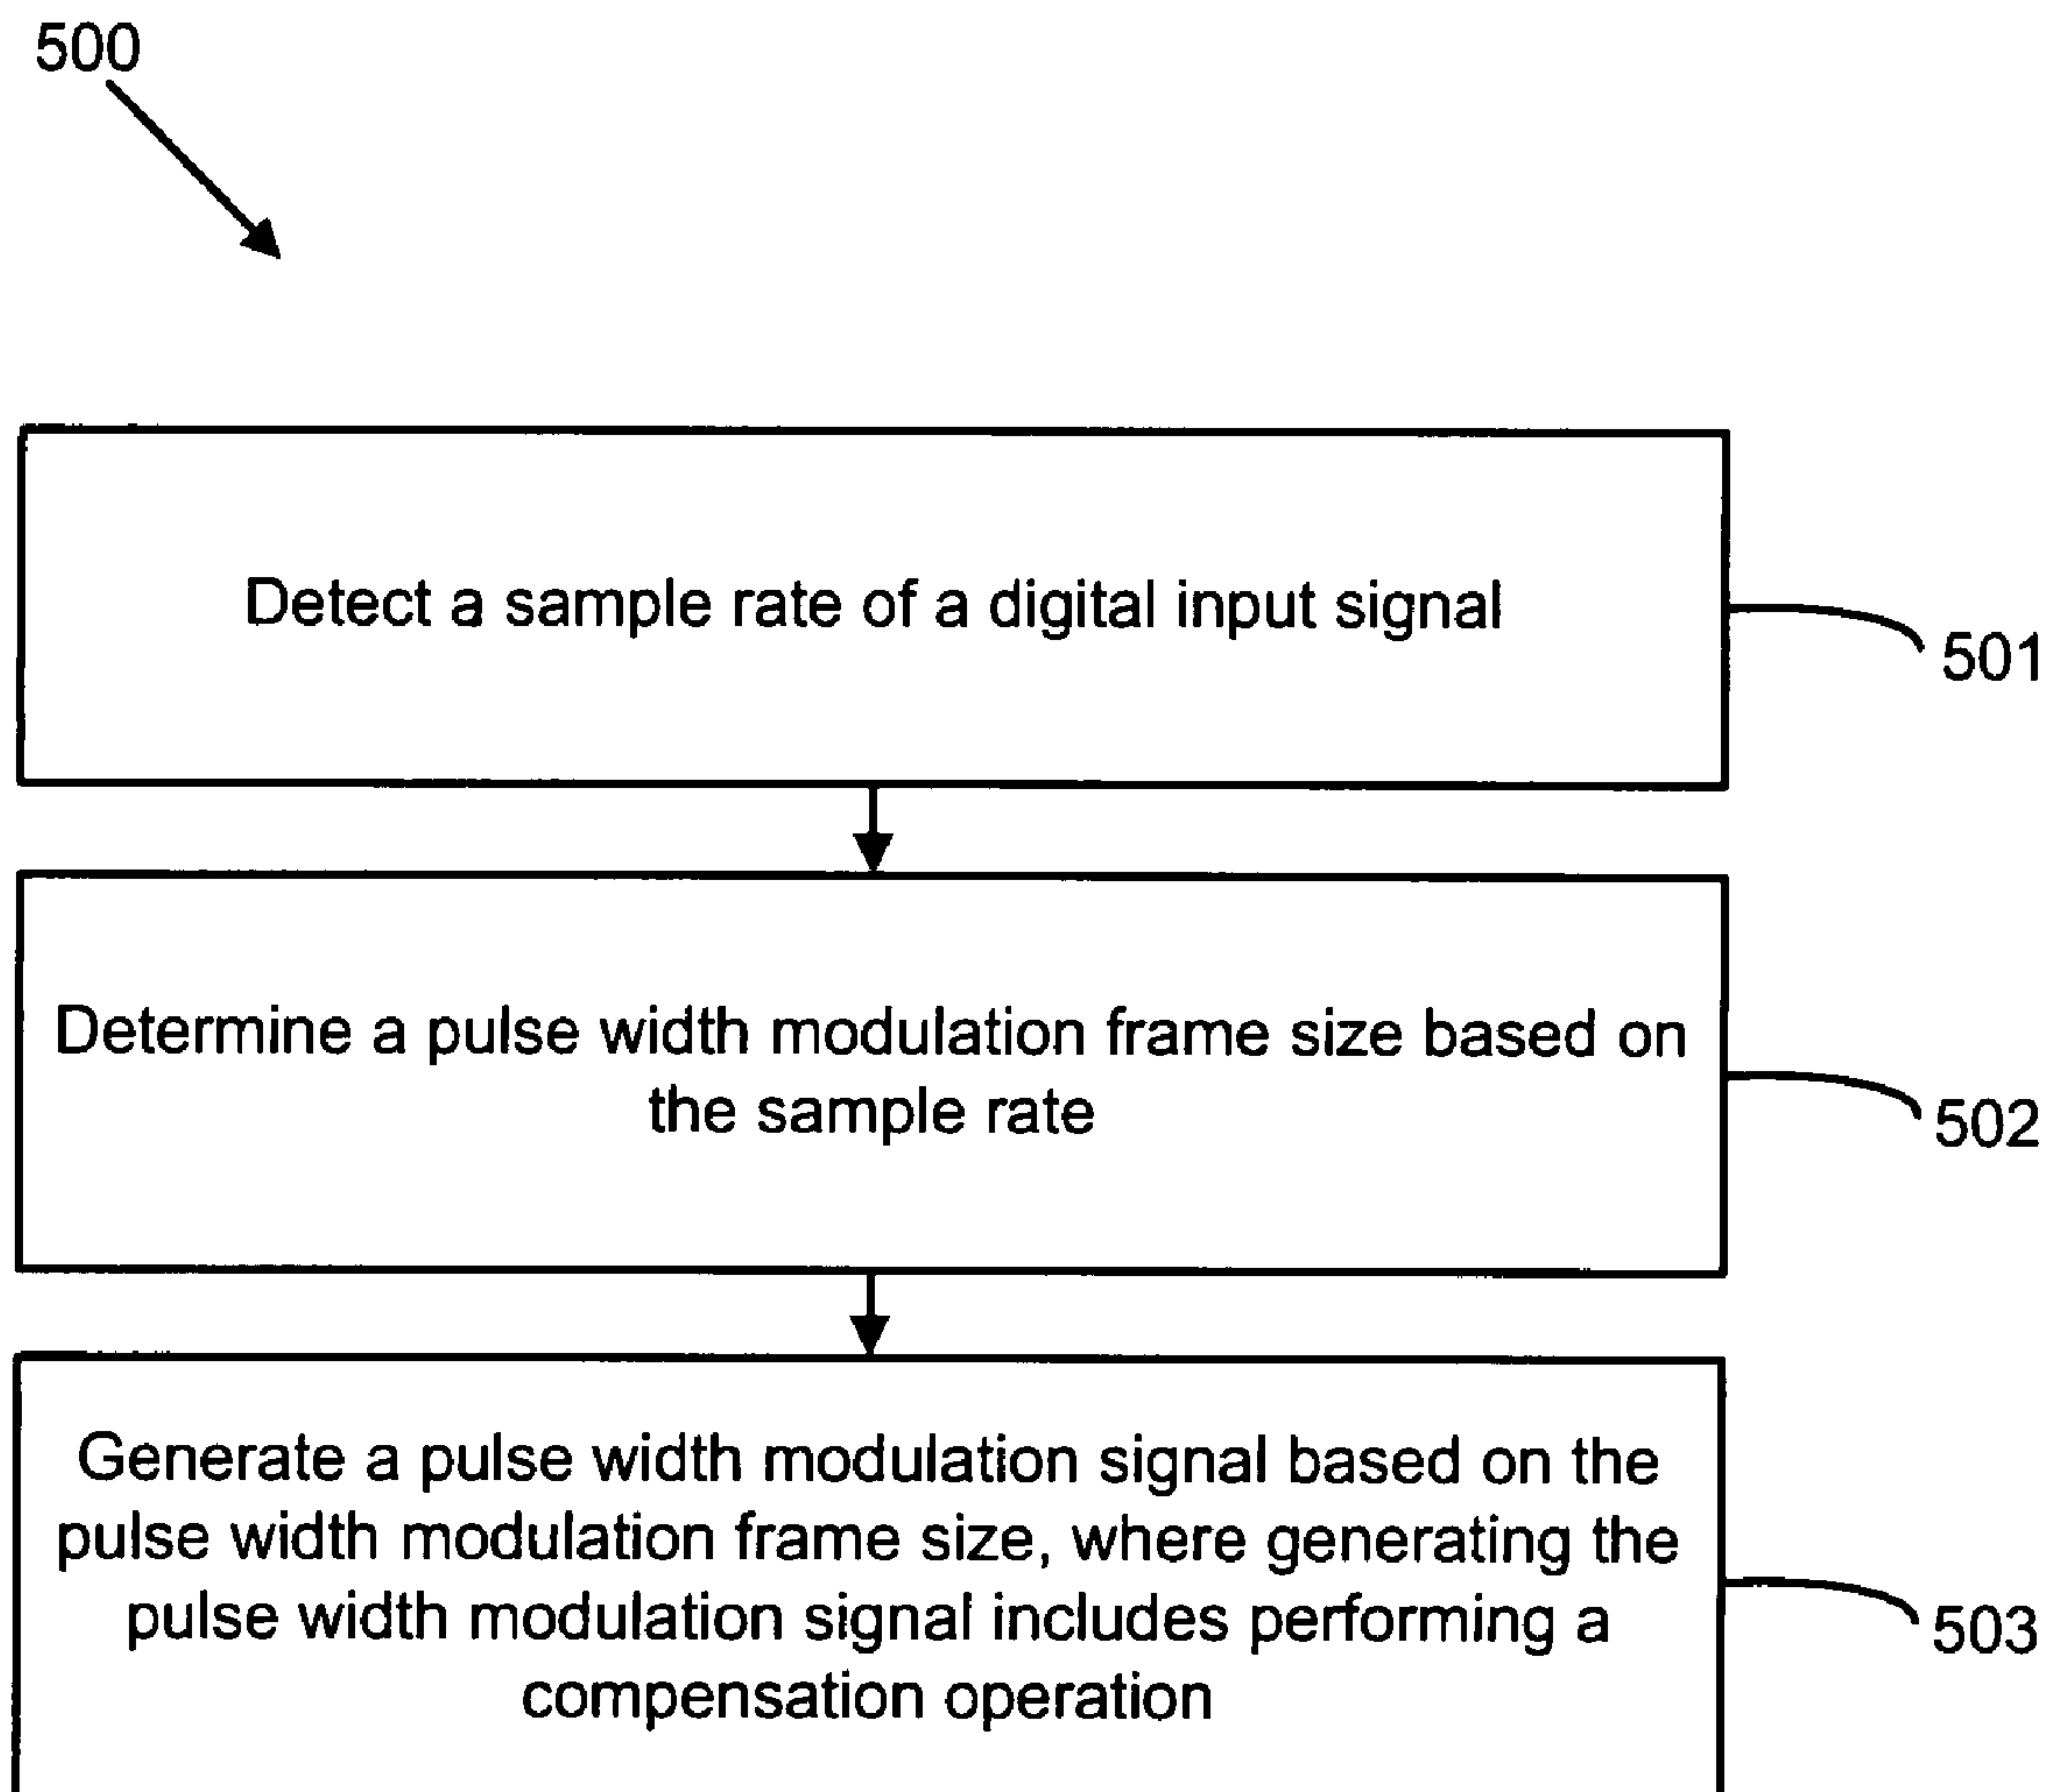 500
Detect a sample rate of a digital input signal
501
Determine a pulse width modulation frame size based on
the sample rate
502
Generate a pulse width modulation signal based on the
pulse width modulation frame size, where generating the
pulse width modulation signal includes performing a
compensation operation
503